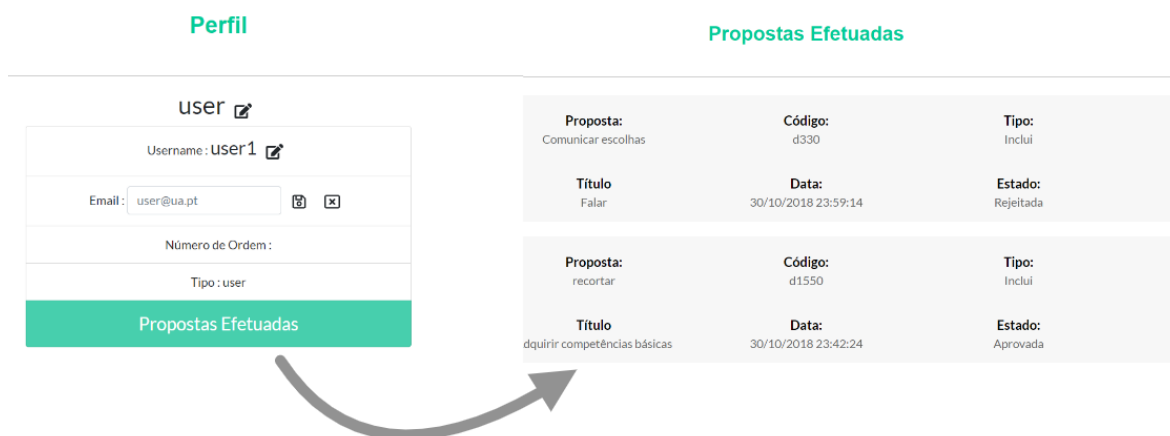 Perfil
user
Username : user1
Email : user@ua.pt
Número de Ordem :
Tipo : user
Propostas Efetuadas
Propostas Efetuadas
Proposta: Código: Tipo:
Comunicar escolhas d330 Inclui
Título Data: Estado:
Falar 30/10/2018 23:59:14 Rejeitada
Proposta: Código: Tipo:
recortar d1550 Inclui
Título Data: Estado:
dquirir competências básicas 30/10/2018 23:42:24 Aprovada